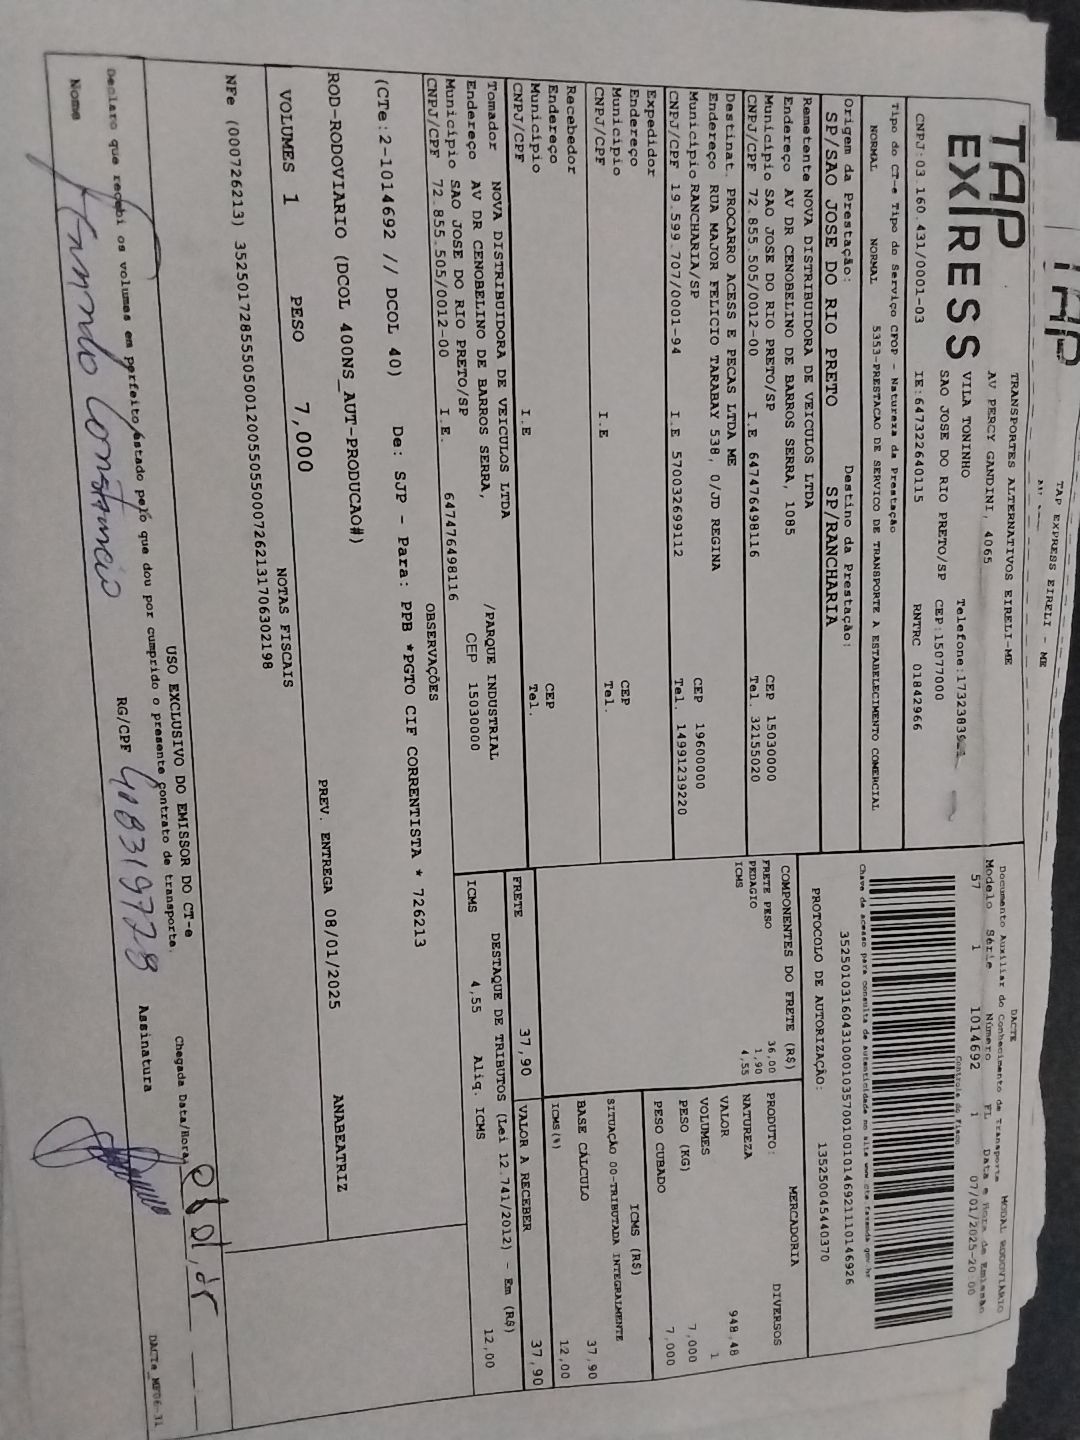 TAP EXPRESS EIRELI - ME
TAP
EXPRESS
TRANSPORTES ALTERNATIVOS EIRELI-ME
AV PERCY GANDINI, 4065
VILA TONINHO
SAO JOSE DO RIO PRETO/SP CEP:15077000
CNPJ:03.160.431/0001-03 IE:647322640115 RNTRC 01842966
DACTE MODAL RODOVIARIO
Documento Auxiliar do Conhecimento de Transporte
Modelo Série Número FL Data e Hora de Emissão
57 1 1014692 1 07/01/2025-20:00
Controle do Fisco
Chave de acesso para consulta de autenticidade no site www.cte.fazenda.gov.br
PROTOCOLO DE AUTORIZAÇÃO: 135250045440370
Tipo do CT-e Tipo do Serviço CFOP - Natureza da Prestação
NORMAL NORMAL 5353-PRESTACAO DE SERVICO DE TRANSPORTE A ESTABELECIMENTO COMERCIAL
Origem da Prestação: Destino da Prestação:
SP/SAO JOSE DO RIO PRETO SP/RANCHARIA
Remetente NOVA DISTRIBUIDORA DE VEICULOS LTDA
Endereço AV DR CENOBELINO DE BARROS SERRA, 1085
Município SAO JOSE DO RIO PRETO/SP CEP 15030000
CNPJ/CPF 72.855.505/0012-00 I.E 647476498116 Tel. 32155020
Destinat. PROCARRO ACESS E PECAS LTDA ME
Endereço RUA MAJOR FELICIO TARABAY 538, 0/JD REGINA
Município RANCHARIA/SP CEP 19600000
CNPJ/CPF 19.599.707/0001-94 I.E 570032699112 Tel. 14991239220
Expedidor
Endereço
Município CEP
CNPJ/CPF I.E Tel.
Recebedor
Endereço
Município CEP
CNPJ/CPF I.E Tel.
Tomador NOVA DISTRIBUIDORA DE VEICULOS LTDA
Endereço AV DR CENOBELINO DE BARROS SERRA, /PARQUE INDUSTRIAL
Município SAO JOSE DO RIO PRETO/SP CEP 15030000
CNPJ/CPF 72.855.505/0012-00 I.E. 647476498116
COMPONENTES DO FRETE (R$)
FRETE PESO 36,00
PEDAGIO 1,90
ICMS 4,55
MERCADORIA
PRODUTO: DIVERSOS
NATUREZA
VALOR 948,48
VOLUMES 1
PESO (KG) 7,000
PESO CUBADO 7,000
ICMS (R$)
SITUAÇÃO 00-TRIBUTADA INTEGRALMENTE
BASE CÁLCULO 37,90
ICMS (%) 12,00
FRETE 37,90 VALOR A RECEBER 37,90
DESTAQUE DE TRIBUTOS (Lei 12.741/2012) - Em (R$)
ICMS 4,55 Aliq. ICMS 12,00
OBSERVAÇÕES
(CTe:2-1014692 // DCOL 40) De: SJP - Para: PPB *PGTO CIF CORRENTISTA * 726213
ROD-RODOVIARIO (DCOL 400NS_AUT-PRODUCAO#)
PREV. ENTREGA 08/01/2025 ANABEATRIZ
VOLUMES 1 PESO 7,000 NOTAS FISCAIS
USO EXCLUSIVO DO EMISSOR DO CT-e
Declaro que recebi os volumes em perfeito estado pelo que dou por cumprido o presente contrato de transporte.
Chegada Data/Hora
Nome RG/CPF Assinatura
DACTe_MF06-31